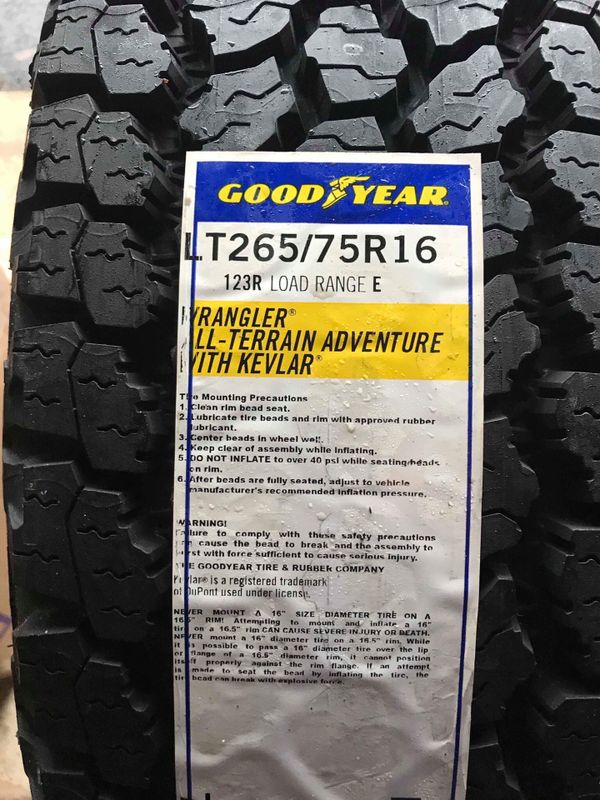 GOODYEAR
LT265/75R16
123R LOAD RANGE E
WRANGLER®
ALL-TERRAIN ADVENTURE
WITH KEVLAR®
Tire Mounting Precautions
1. Clean rim bead seat.
2. Lubricate tire beads and rim with approved rubber
lubricant.
3. Center beads in wheel well.
4. Keep clear of assembly while inflating.
5. DO NOT INFLATE to over 40 psi while seating beads
on rim.
6. After beads are fully seated, adjust to vehicle
manufacturer's recommended inflation pressure.
WARNING!
Failure to comply with these safety precautions
can cause the bead to break and the assembly to
burst with force sufficient to cause serious injury.
THE GOODYEAR TIRE & RUBBER COMPANY
Kevlar® is a registered trademark
of DuPont used under license.
NEVER MOUNT A 16" SIZE DIAMETER TIRE ON A
16.5" RIM! Attempting to mount and inflate a 16"
tire on a 16.5" rim CAN CAUSE SEVERE INJURY OR DEATH.
NEVER mount a 16" diameter tire on a 16.5" rim. While
it is possible to pass a 16" diameter tire over the lip
or flange of a 16.5" diameter rim, it cannot position
itself properly against the rim flange. If an attempt
is made to seat the bead by inflating the tire, the
tire bead can break with explosive force.